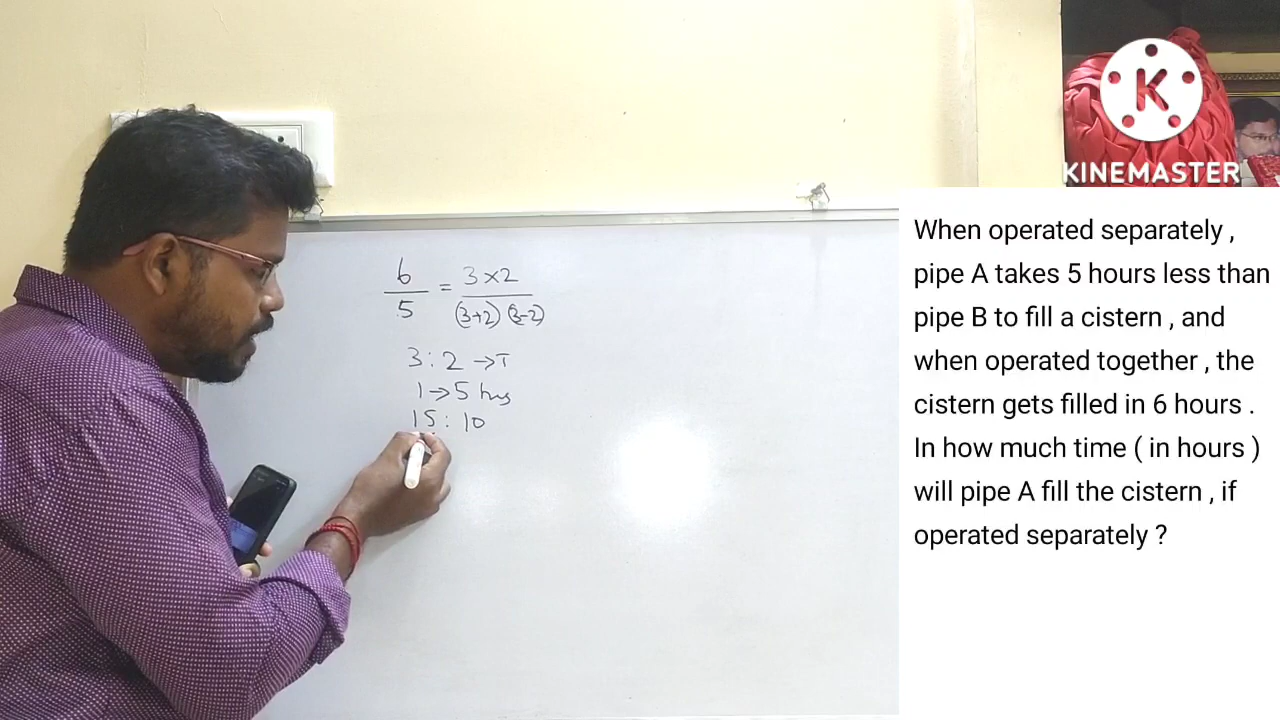 6/5 = 3×2/(3+2)(3-2)
3 : 2 → T
1 → 5 hrs
15 : 10
K
KINEMASTER
When operated separately ,
pipe A takes 5 hours less than
pipe B to fill a cistern , and
when operated together , the
cistern gets filled in 6 hours .
In how much time ( in hours )
will pipe A fill the cistern , if
operated separately ?